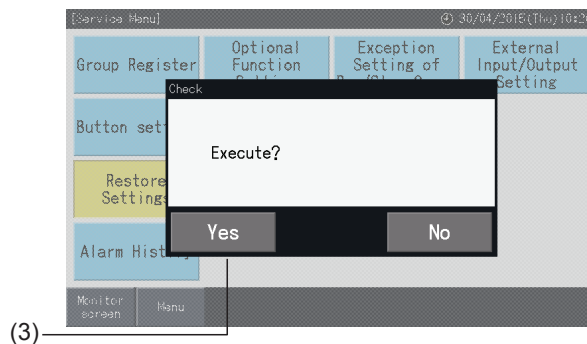 [Service Menu]
30/04/2015(Thu)10:2
Group Register
Optional
Function
Exception
Setting of
External
Input/Output
Setting
Check
Button set
Execute?
Restore
Settings
Yes
No
Alarm Hist
Monitor
screen
Menu
(3)